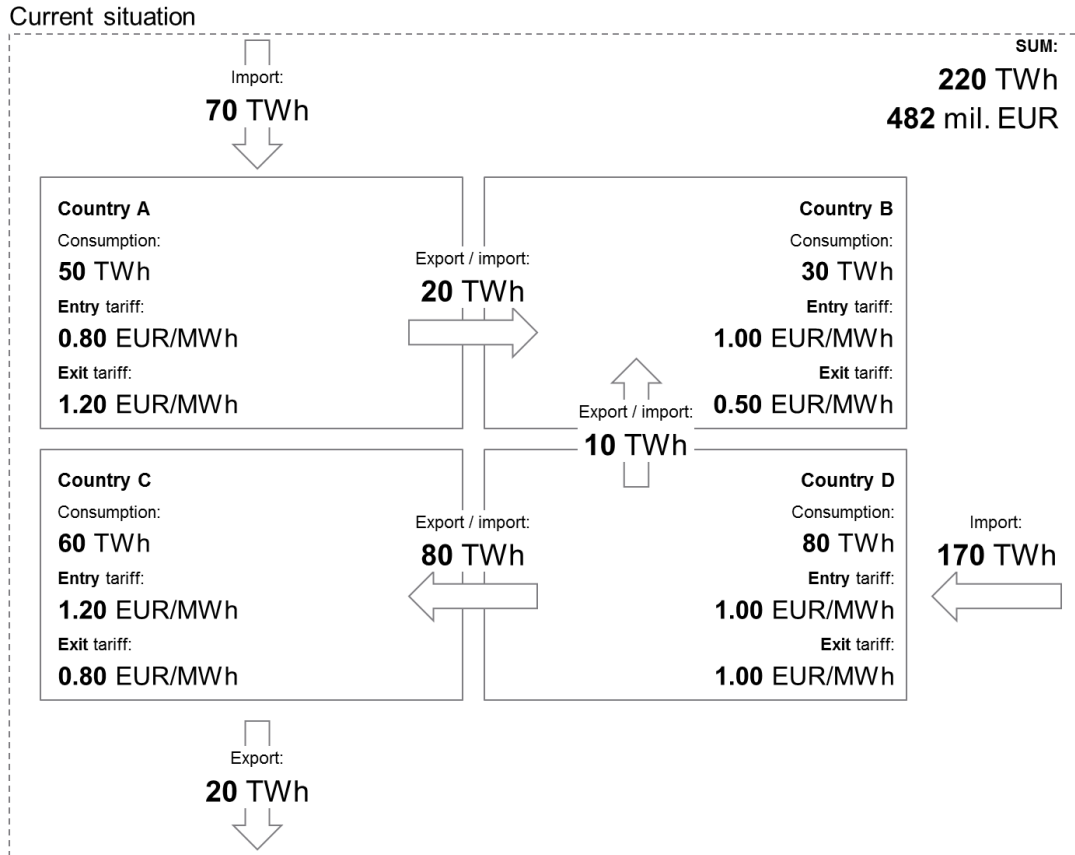 Current situation
SUM:
220 TWh
482 mil. EUR
Import:
70 TWh
Country A
Consumption:
50 TWh
Entry tariff:
0.80 EUR/MWh
Exit tariff:
1.20 EUR/MWh
Export / import:
20 TWh
Country B
Consumption:
30 TWh
Entry tariff:
1.00 EUR/MWh
Exit tariff:
0.50 EUR/MWh
Export / import:
10 TWh
Country C
Consumption:
60 TWh
Entry tariff:
1.20 EUR/MWh
Exit tariff:
0.80 EUR/MWh
Export / import:
80 TWh
Country D
Consumption:
80 TWh
Entry tariff:
1.00 EUR/MWh
Exit tariff:
1.00 EUR/MWh
Import:
170 TWh
Export:
20 TWh